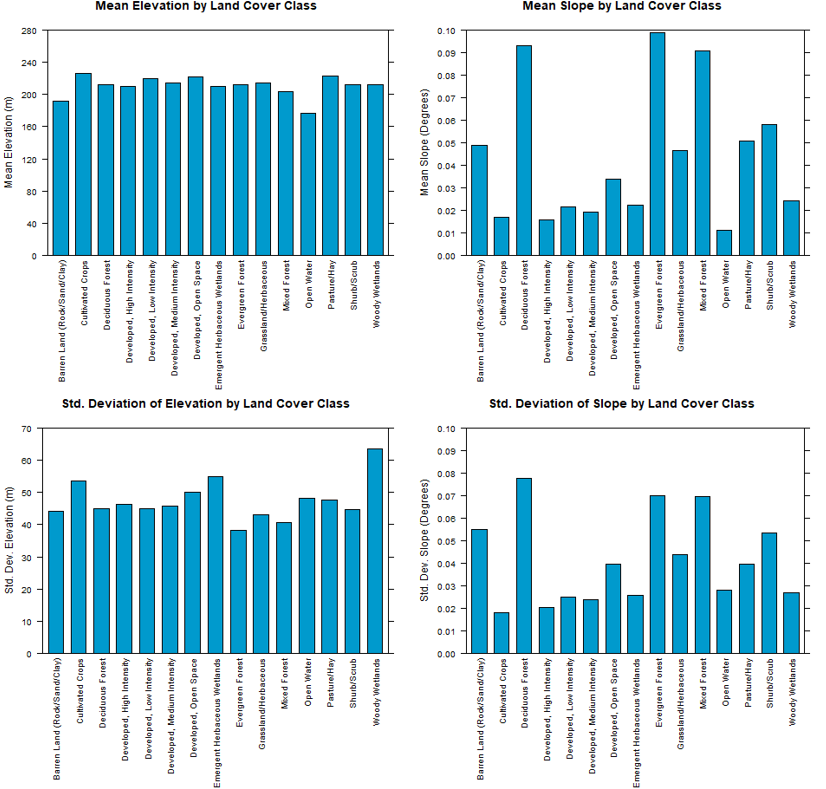 Mean Elevation by Land Cover Class
Mean Elevation (m)
280
240
200
160
120
80
40
0
Barren Land (Rock/Sand/Clay)
Cultivated Crops
Deciduous Forest
Developed, High Intensity
Developed, Low Intensity
Developed, Medium Intensity
Developed, Open Space
Emergent Herbaceous Wetlands
Evergreen Forest
Grassland/Herbaceous
Mixed Forest
Open Water
Pasture/Hay
Shurb/Scrub
Woody Wetlands
Mean Slope by Land Cover Class
Mean Slope (Degrees)
0.10
0.09
0.08
0.07
0.06
0.05
0.04
0.03
0.02
0.01
0.00
Barren Land (Rock/Sand/Clay)
Cultivated Crops
Deciduous Forest
Developed, High Intensity
Developed, Low Intensity
Developed, Medium Intensity
Developed, Open Space
Emergent Herbaceous Wetlands
Evergreen Forest
Grassland/Herbaceous
Mixed Forest
Open Water
Pasture/Hay
Shurb/Scrub
Woody Wetlands
Std. Deviation of Elevation by Land Cover Class
Std. Dev. Elevation (m)
70
60
50
40
30
20
10
0
Barren Land (Rock/Sand/Clay)
Cultivated Crops
Deciduous Forest
Developed, High Intensity
Developed, Low Intensity
Developed, Medium Intensity
Developed, Open Space
Emergent Herbaceous Wetlands
Evergreen Forest
Grassland/Herbaceous
Mixed Forest
Open Water
Pasture/Hay
Shurb/Scrub
Woody Wetlands
Std. Deviation of Slope by Land Cover Class
Std. Dev. Slope (Degrees)
0.10
0.09
0.08
0.07
0.06
0.05
0.04
0.03
0.02
0.01
0.00
Barren Land (Rock/Sand/Clay)
Cultivated Crops
Deciduous Forest
Developed, High Intensity
Developed, Low Intensity
Developed, Medium Intensity
Developed, Open Space
Emergent Herbaceous Wetlands
Evergreen Forest
Grassland/Herbaceous
Mixed Forest
Open Water
Pasture/Hay
Shurb/Scrub
Woody Wetlands